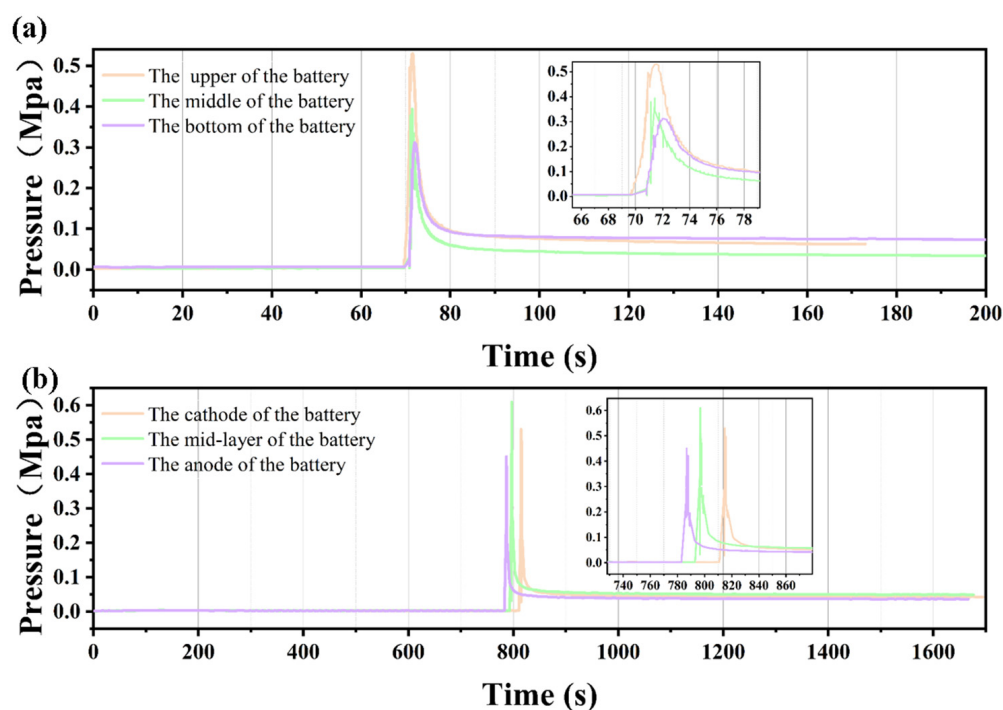 (a)
Pressure（Mpa）
0.5
0.4
0.3
0.2
0.1
0.0
The upper of the battery
The middle of the battery
The bottom of the battery
0.5
0.4
0.3
0.2
0.1
0.0
66 68 70 72 74 76 78
0 20 40 60 80 100 120 140 160 180 200
Time (s)
(b)
Pressure（Mpa）
0.6
0.5
0.4
0.3
0.2
0.1
0.0
The cathode of the battery
The mid-layer of the battery
The anode of the battery
0.6
0.5
0.4
0.3
0.2
0.1
0.0
740 760 780 800 820 840 860
0 200 400 600 800 1000 1200 1400 1600
Time (s)